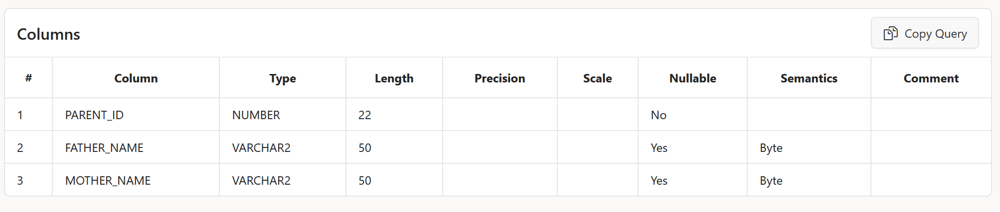 Columns
Copy Query
# Column Type Length Precision Scale Nullable Semantics Comment
1 PARENT_ID NUMBER 22 No
2 FATHER_NAME VARCHAR2 50 Yes Byte
3 MOTHER_NAME VARCHAR2 50 Yes Byte